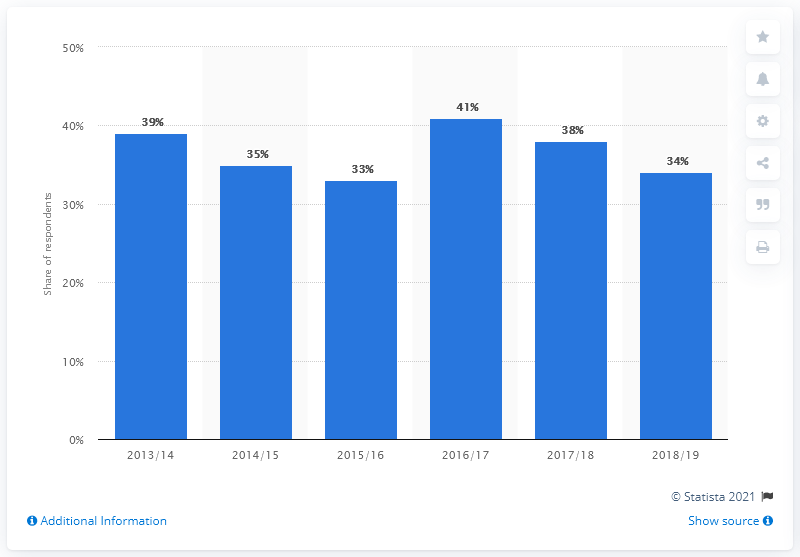 50%
40%
30%
20%
10%
0%
Share of respondents
39%
35%
33%
41%
38%
34%
2013/14 2014/15 2015/16 2016/17 2017/18 2018/19
© Statista 2021
Additional Information
Show source